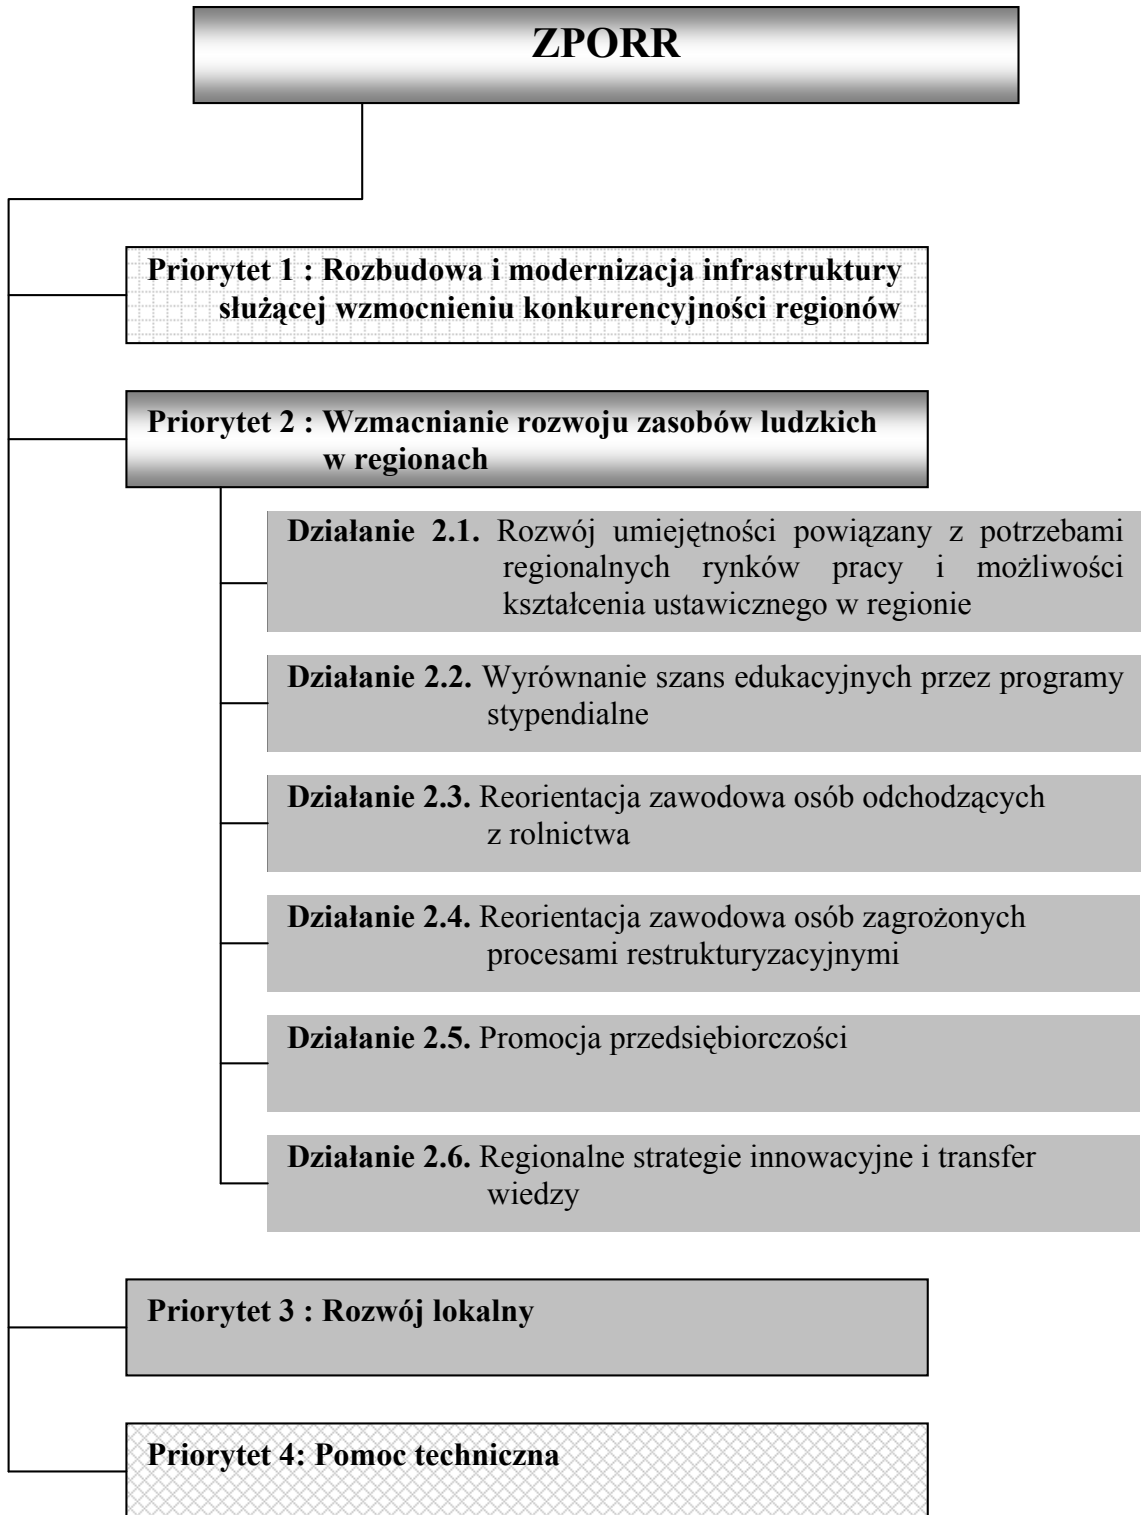 ZPORR
Priorytet 1 : Rozbudowa i modernizacja infrastruktury
służącej wzmocnieniu konkurencyjności regionów
Priorytet 2 : Wzmacnianie rozwoju zasobów ludzkich
w regionach
Działanie 2.1. Rozwój umiejętności powiązany z potrzebami
regionalnych rynków pracy i możliwości
kształcenia ustawicznego w regionie
Działanie 2.2. Wyrównanie szans edukacyjnych przez programy
stypendialne
Działanie 2.3. Reorientacja zawodowa osób odchodzących
z rolnictwa
Działanie 2.4. Reorientacja zawodowa osób zagrożonych
procesami restrukturyzacyjnymi
Działanie 2.5. Promocja przedsiębiorczości
Działanie 2.6. Regionalne strategie innowacyjne i transfer
wiedzy
Priorytet 3 : Rozwój lokalny
Priorytet 4: Pomoc techniczna